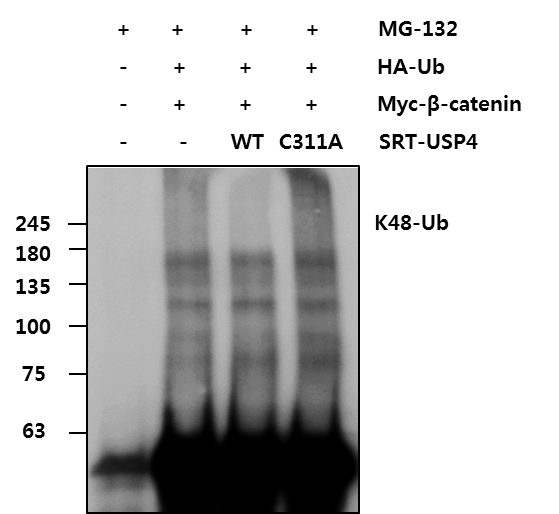 + + + + MG-132
- + + + HA-Ub
- + + + Myc-β-catenin
- - WT C311A SRT-USP4
245 K48-Ub
180
135
100
75
63